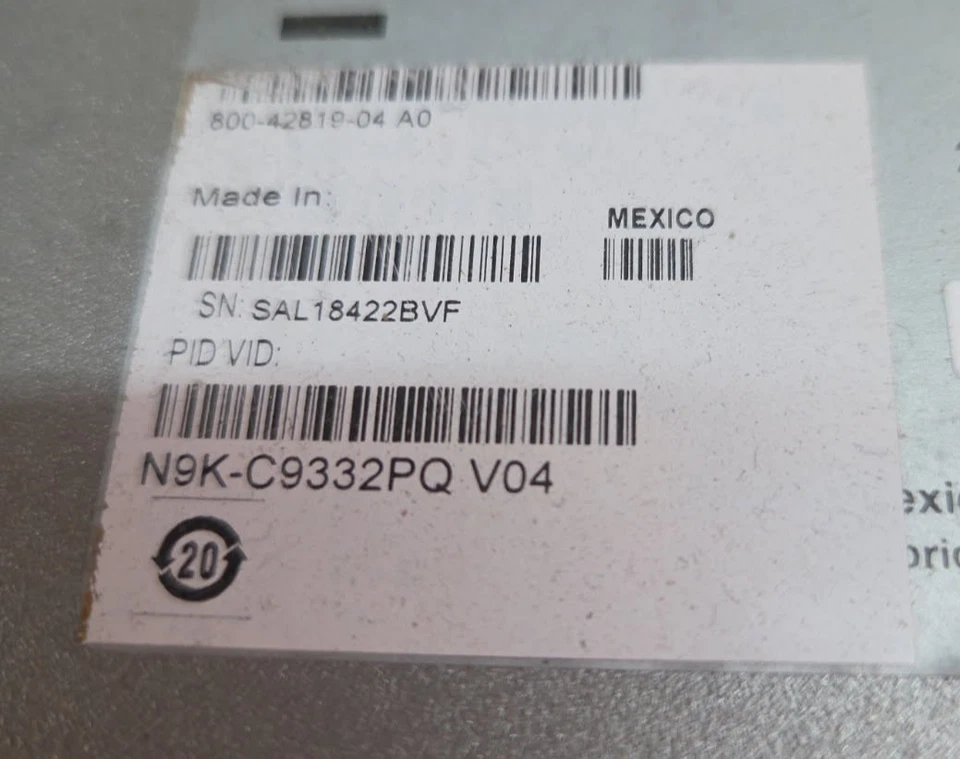 800-42819-04 A0
Made In:
MEXICO
SN: SAL18422BVF
PID VID:
N9K-C9332PQ V04
20